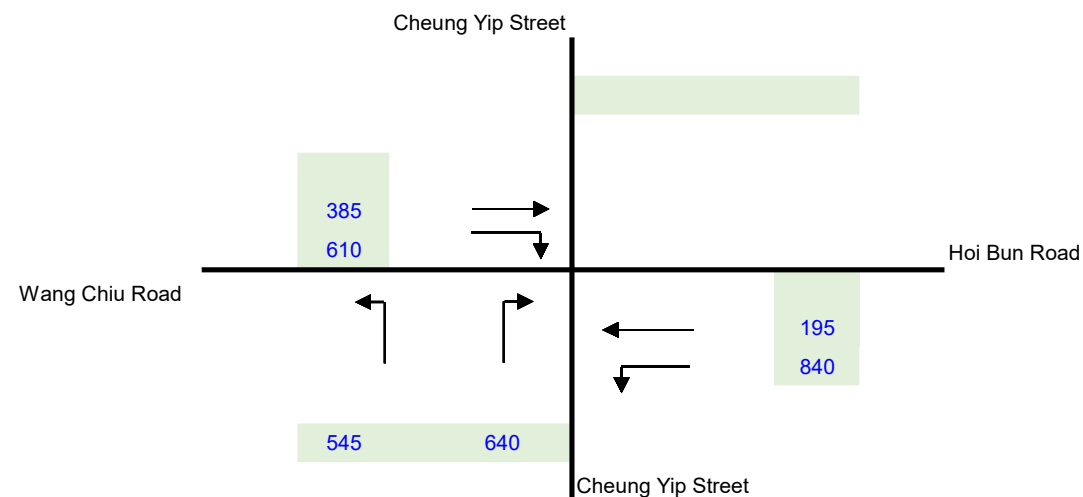 Cheung Yip Street
385
610
Hoi Bun Road
Wang Chiu Road
195
840
545 640
Cheung Yip Street